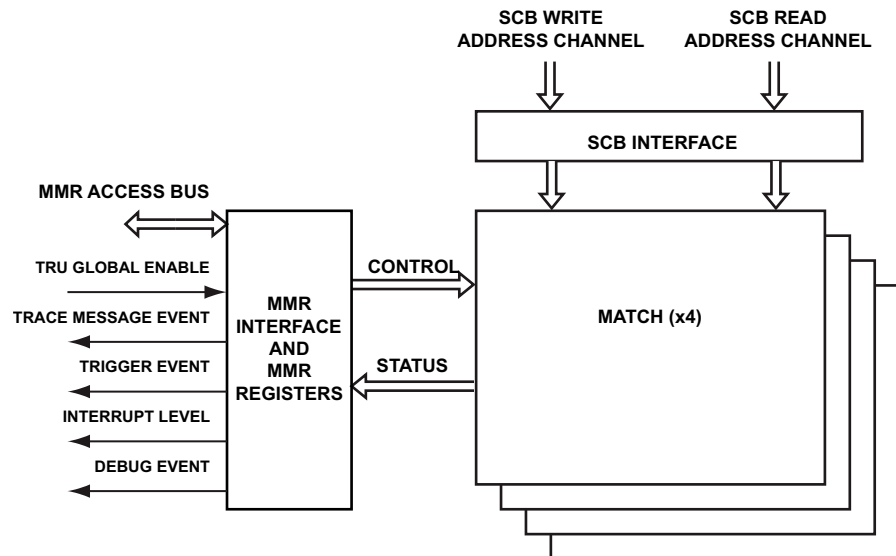 SCB WRITE
ADDRESS CHANNEL
SCB READ
ADDRESS CHANNEL
SCB INTERFACE
MMR ACCESS BUS
TRU GLOBAL ENABLE
TRACE MESSAGE EVENT
TRIGGER EVENT
INTERRUPT LEVEL
DEBUG EVENT
MMR
INTERFACE
AND
MMR
REGISTERS
CONTROL
STATUS
MATCH (x4)